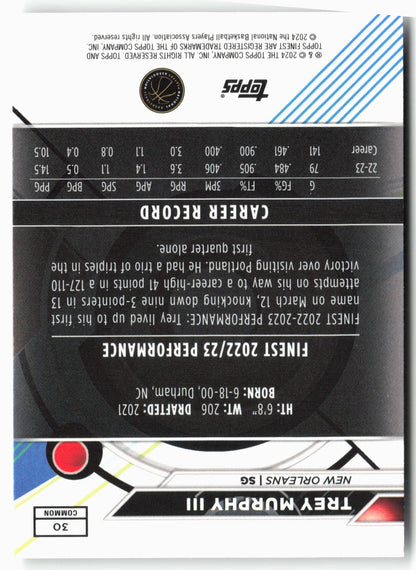 30
COMMON
TREY MURPHY III
NEW ORLEANS | SG
HT: 6'8" WT: 206 DRAFTED: 2021
BORN: 6-18-00, Durham, NC
FINEST 2022/23 PERFORMANCE
FINEST 2022-2023 PERFORMANCE: Trey lived up to his first
name on March 12, knocking down nine 3-pointers in 13
attempts on his way to a career-high 41 points in a 127-110
victory over visiting Portland. He had a trio of triples in the
first quarter alone.
CAREER RECORD
G FG% FT% 3PM RPG APG SPG BPG PPG
22-23 79 .484 .905 .406 3.6 1.4 1.1 0.5 14.5
Career 141 .461 .900 .400 3.0 1.1 0.8 0.4 10.5
topps
® & © 2024 THE TOPPS COMPANY, INC. ALL RIGHTS RESERVED. TOPPS AND
TOPPS FINEST ARE REGISTERED TRADEMARKS OF THE TOPPS COMPANY, INC.
© 2024 the National Basketball Players Association. All rights reserved.